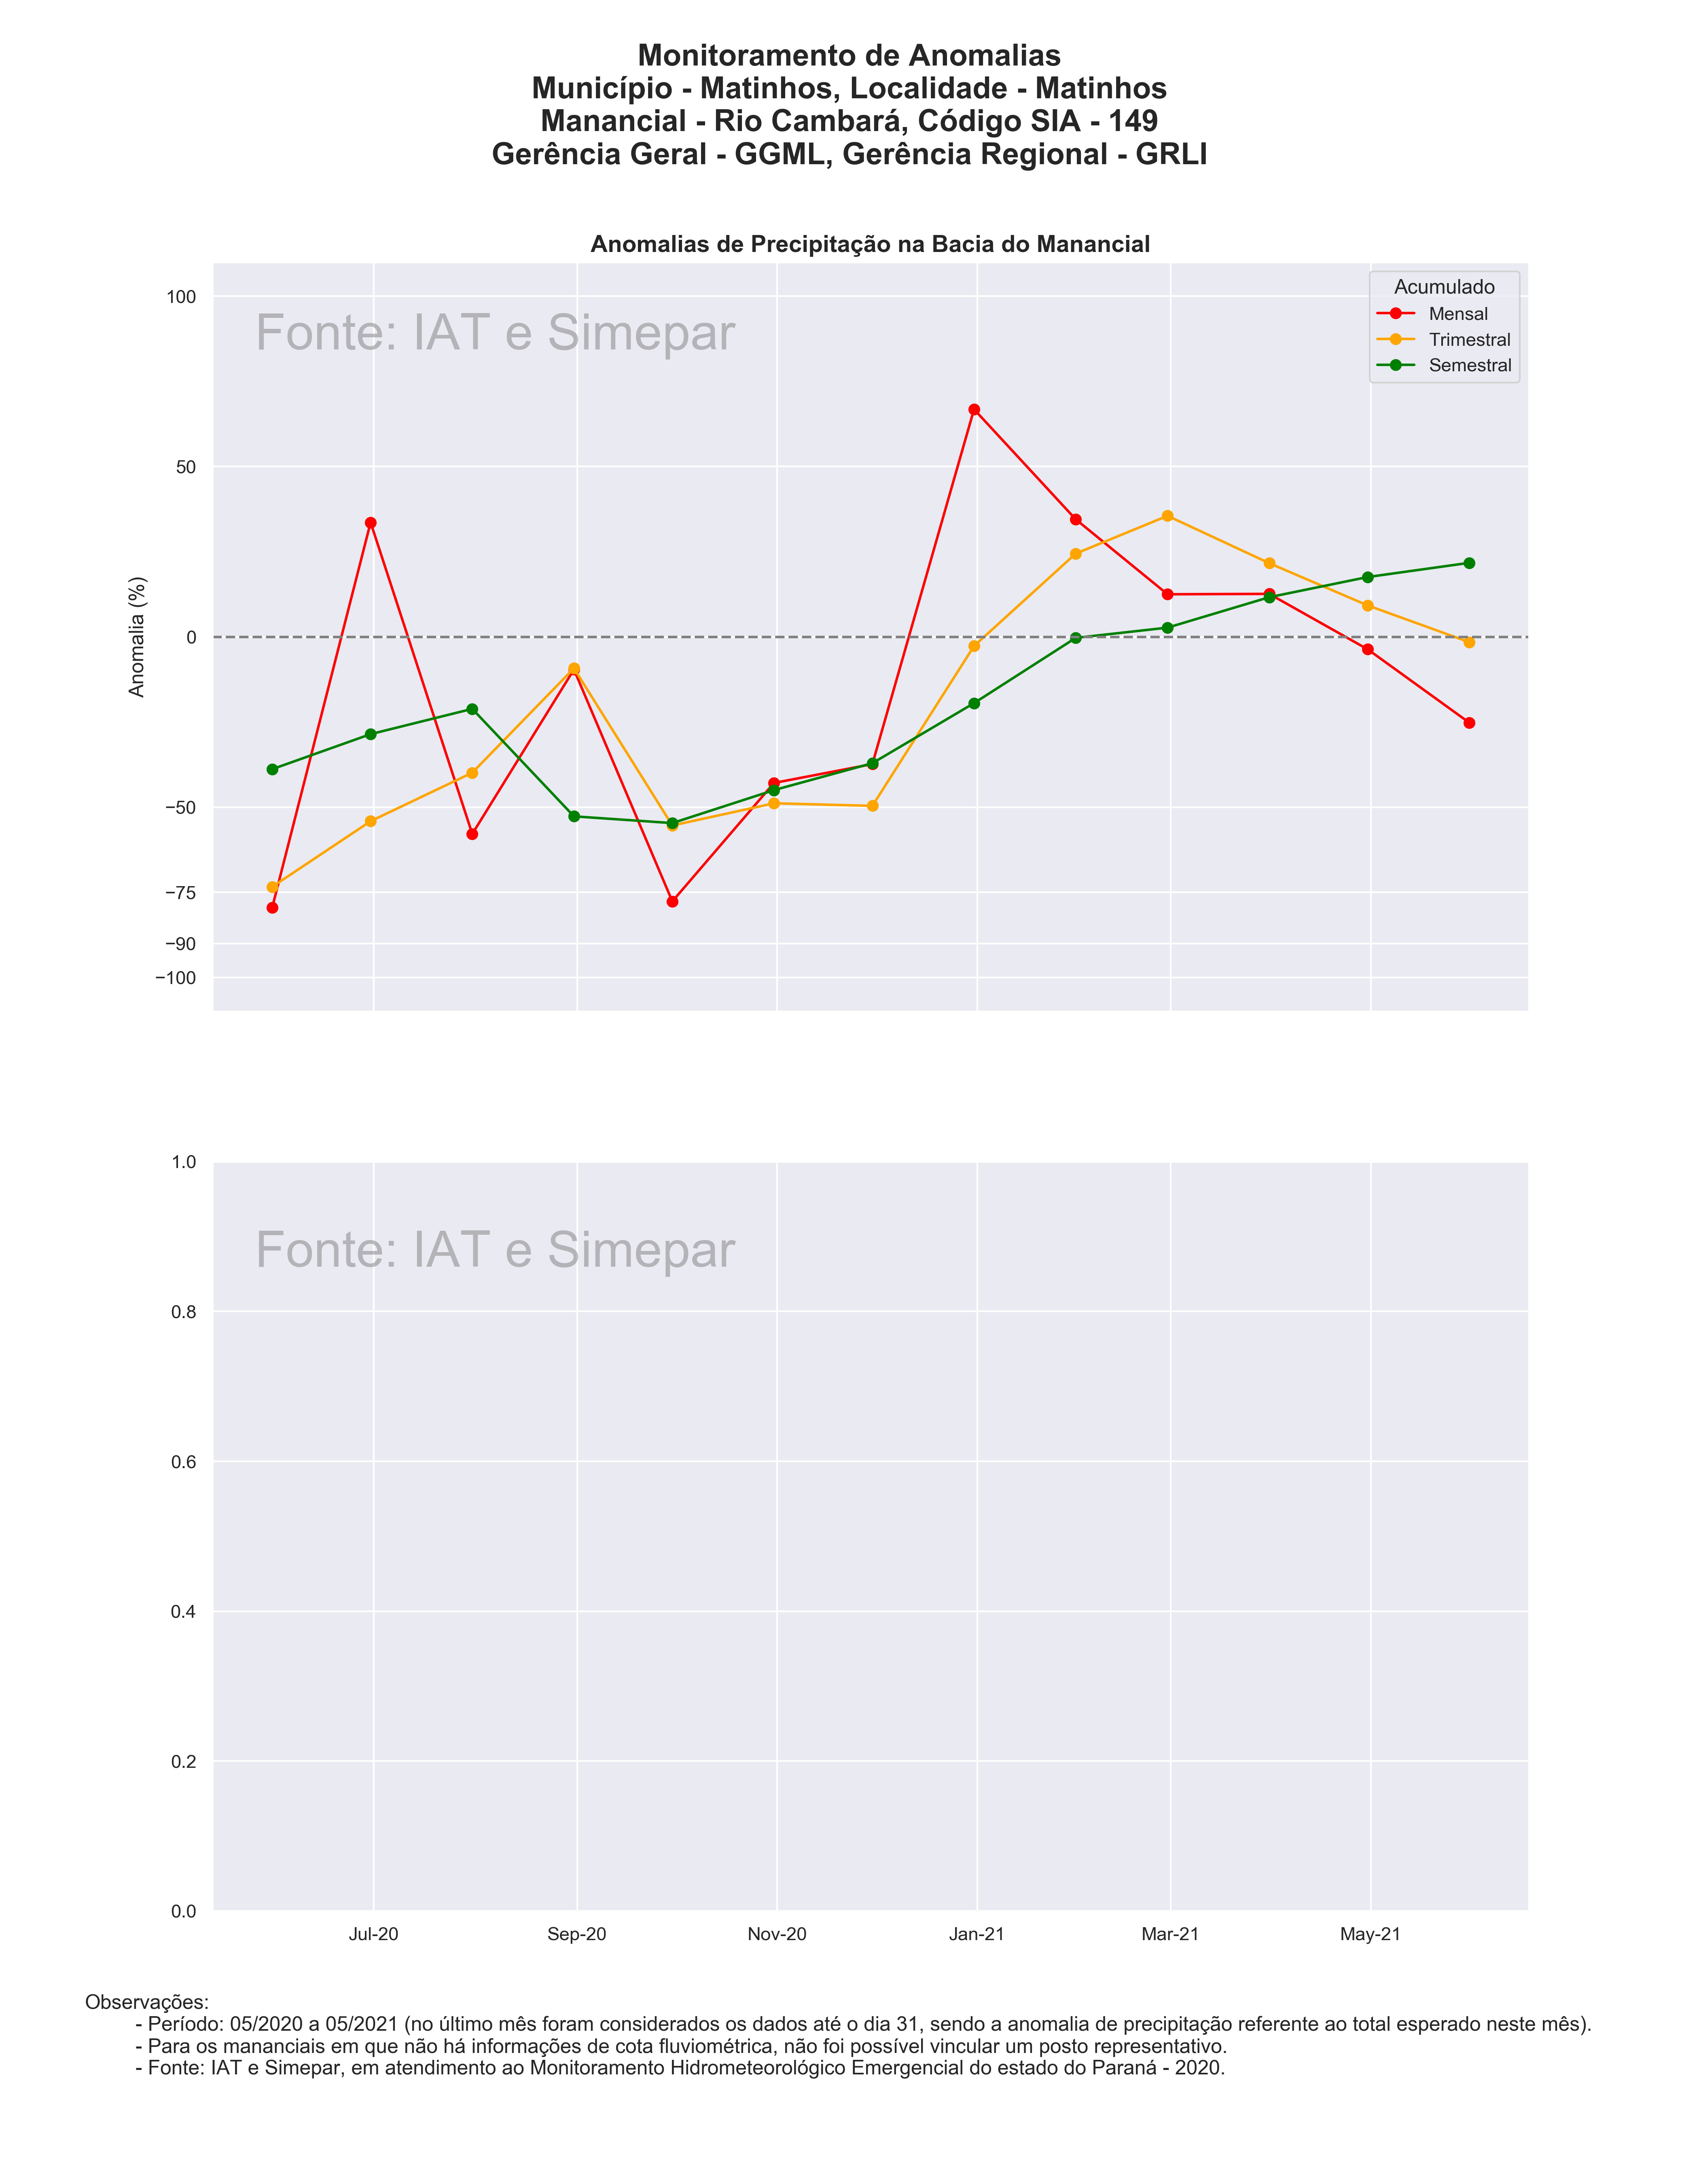 Monitoramento de Anomalias
Município - Matinhos, Localidade - Matinhos
Manancial - Rio Cambará, Código SIA - 149
Gerência Geral - GGML, Gerência Regional - GRLI
Anomalias de Precipitação na Bacia do Manancial
Fonte: IAT e Simepar
Acumulado
Mensal
Trimestral
Semestral
Anomalia (%)
100
50
0
−50
−75
−90
−100
Fonte: IAT e Simepar
1.0
0.8
0.6
0.4
0.2
0.0
Jul-20 Sep-20 Nov-20 Jan-21 Mar-21 May-21
Observações:
- Período: 05/2020 a 05/2021 (no último mês foram considerados os dados até o dia 31, sendo a anomalia de precipitação referente ao total esperado neste mês).
- Para os mananciais em que não há informações de cota fluviométrica, não foi possível vincular um posto representativo.
- Fonte: IAT e Simepar, em atendimento ao Monitoramento Hidrometeorológico Emergencial do estado do Paraná - 2020.